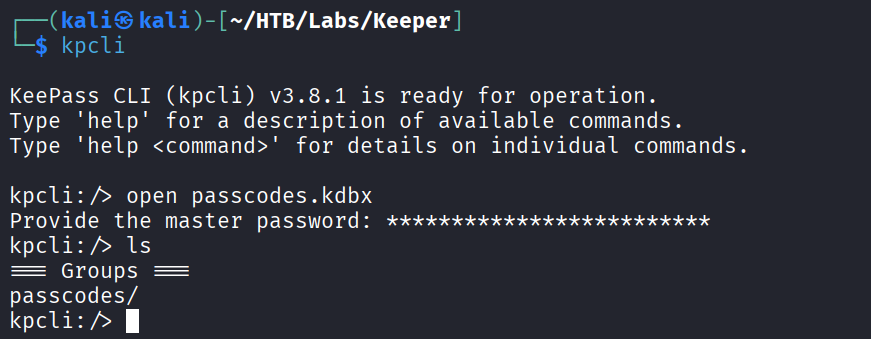 ┌──(kali㉿kali)-[~/HTB/Labs/Keeper]
└─$ kpcli
KeePass CLI (kpcli) v3.8.1 is ready for operation.
Type 'help' for a description of available commands.
Type 'help <command>' for details on individual commands.
kpcli:/> open passcodes.kdbx
Provide the master password: *************************
kpcli:/> ls
=== Groups ===
passcodes/
kpcli:/>